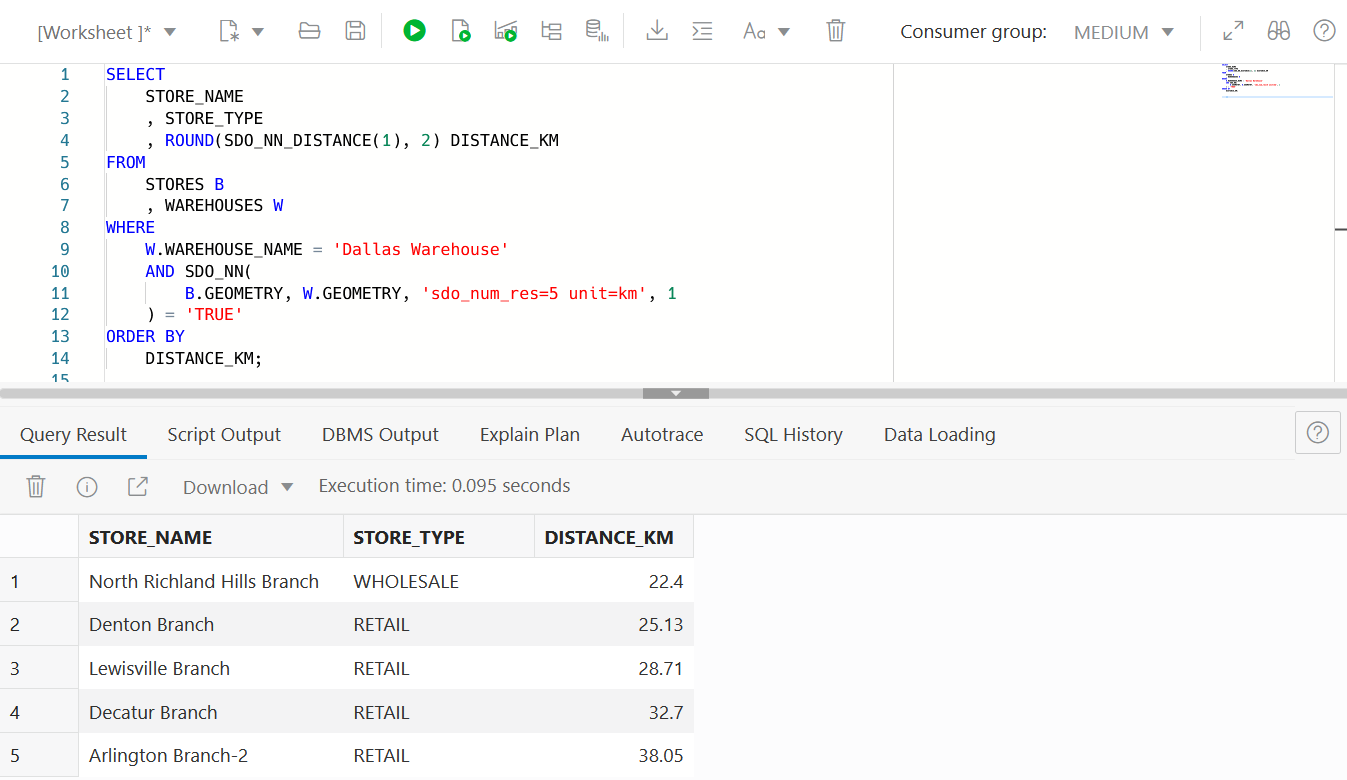 [Worksheet ]*
Aa
Consumer group: MEDIUM
1 SELECT
2 STORE_NAME
3 , STORE_TYPE
4 , ROUND(SDO_NN_DISTANCE(1), 2) DISTANCE_KM
5 FROM
6 STORES B
7 , WAREHOUSES W
8 WHERE
9 W.WAREHOUSE_NAME = 'Dallas Warehouse'
10 AND SDO_NN(
11 B.GEOMETRY, W.GEOMETRY, 'sdo_num_res=5 unit=km', 1
12 ) = 'TRUE'
13 ORDER BY
14 DISTANCE_KM;
15
Query Result Script Output DBMS Output Explain Plan Autotrace SQL History Data Loading
Download Execution time: 0.095 seconds
STORE_NAME STORE_TYPE DISTANCE_KM
1 North Richland Hills Branch WHOLESALE 22.4
2 Denton Branch RETAIL 25.13
3 Lewisville Branch RETAIL 28.71
4 Decatur Branch RETAIL 32.7
5 Arlington Branch-2 RETAIL 38.05